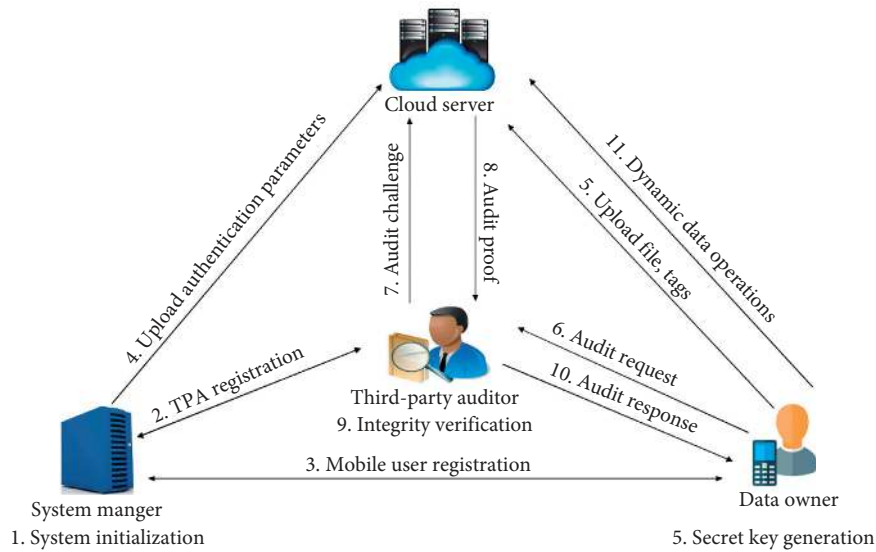 Cloud server
4. Upload authentication parameters
7. Audit challenge
8. Audit proof
5. Upload file, tags
11. Dynamic data operations
2. TPA registration
Third-party auditor
9. Integrity verification
6. Audit request
10. Audit response
3. Mobile user registration
System manger
1. System initialization
Data owner
5. Secret key generation